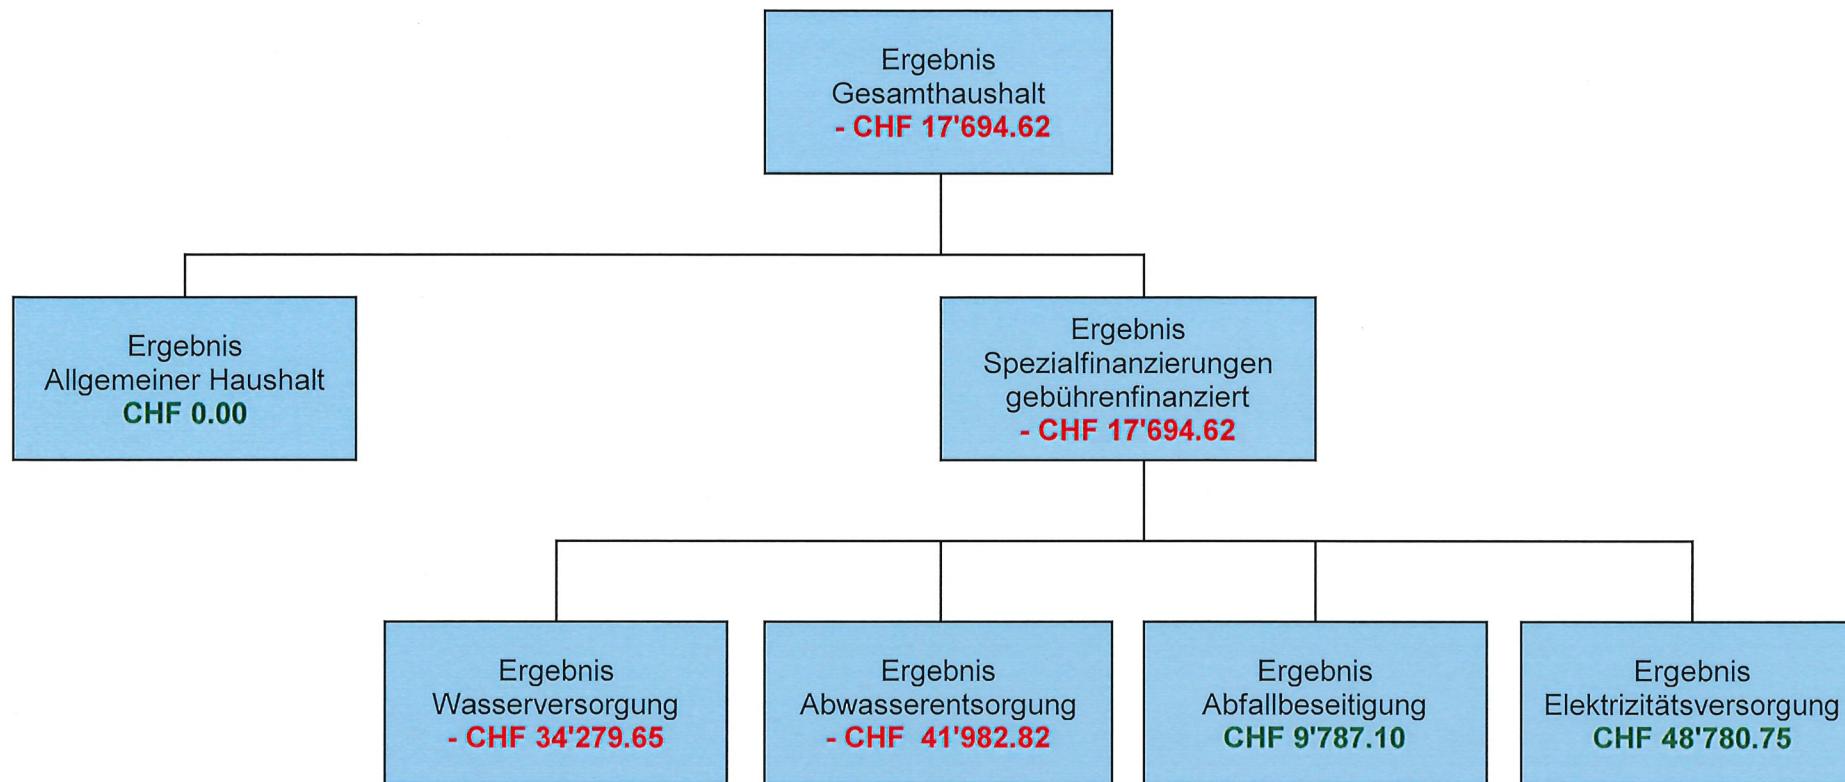 Ergebnis
Gesamthaushalt
- CHF 17'694.62
Ergebnis
Allgemeiner Haushalt
CHF 0.00
Ergebnis
Spezialfinanzierungen
gebührenfinanziert
- CHF 17'694.62
Ergebnis
Wasserversorgung
- CHF 34'279.65
Ergebnis
Abwasserentsorgung
- CHF  41'982.82
Ergebnis
Abfallbeseitigung
CHF 9'787.10
Ergebnis
Elektrizitätsversorgung
CHF 48'780.75